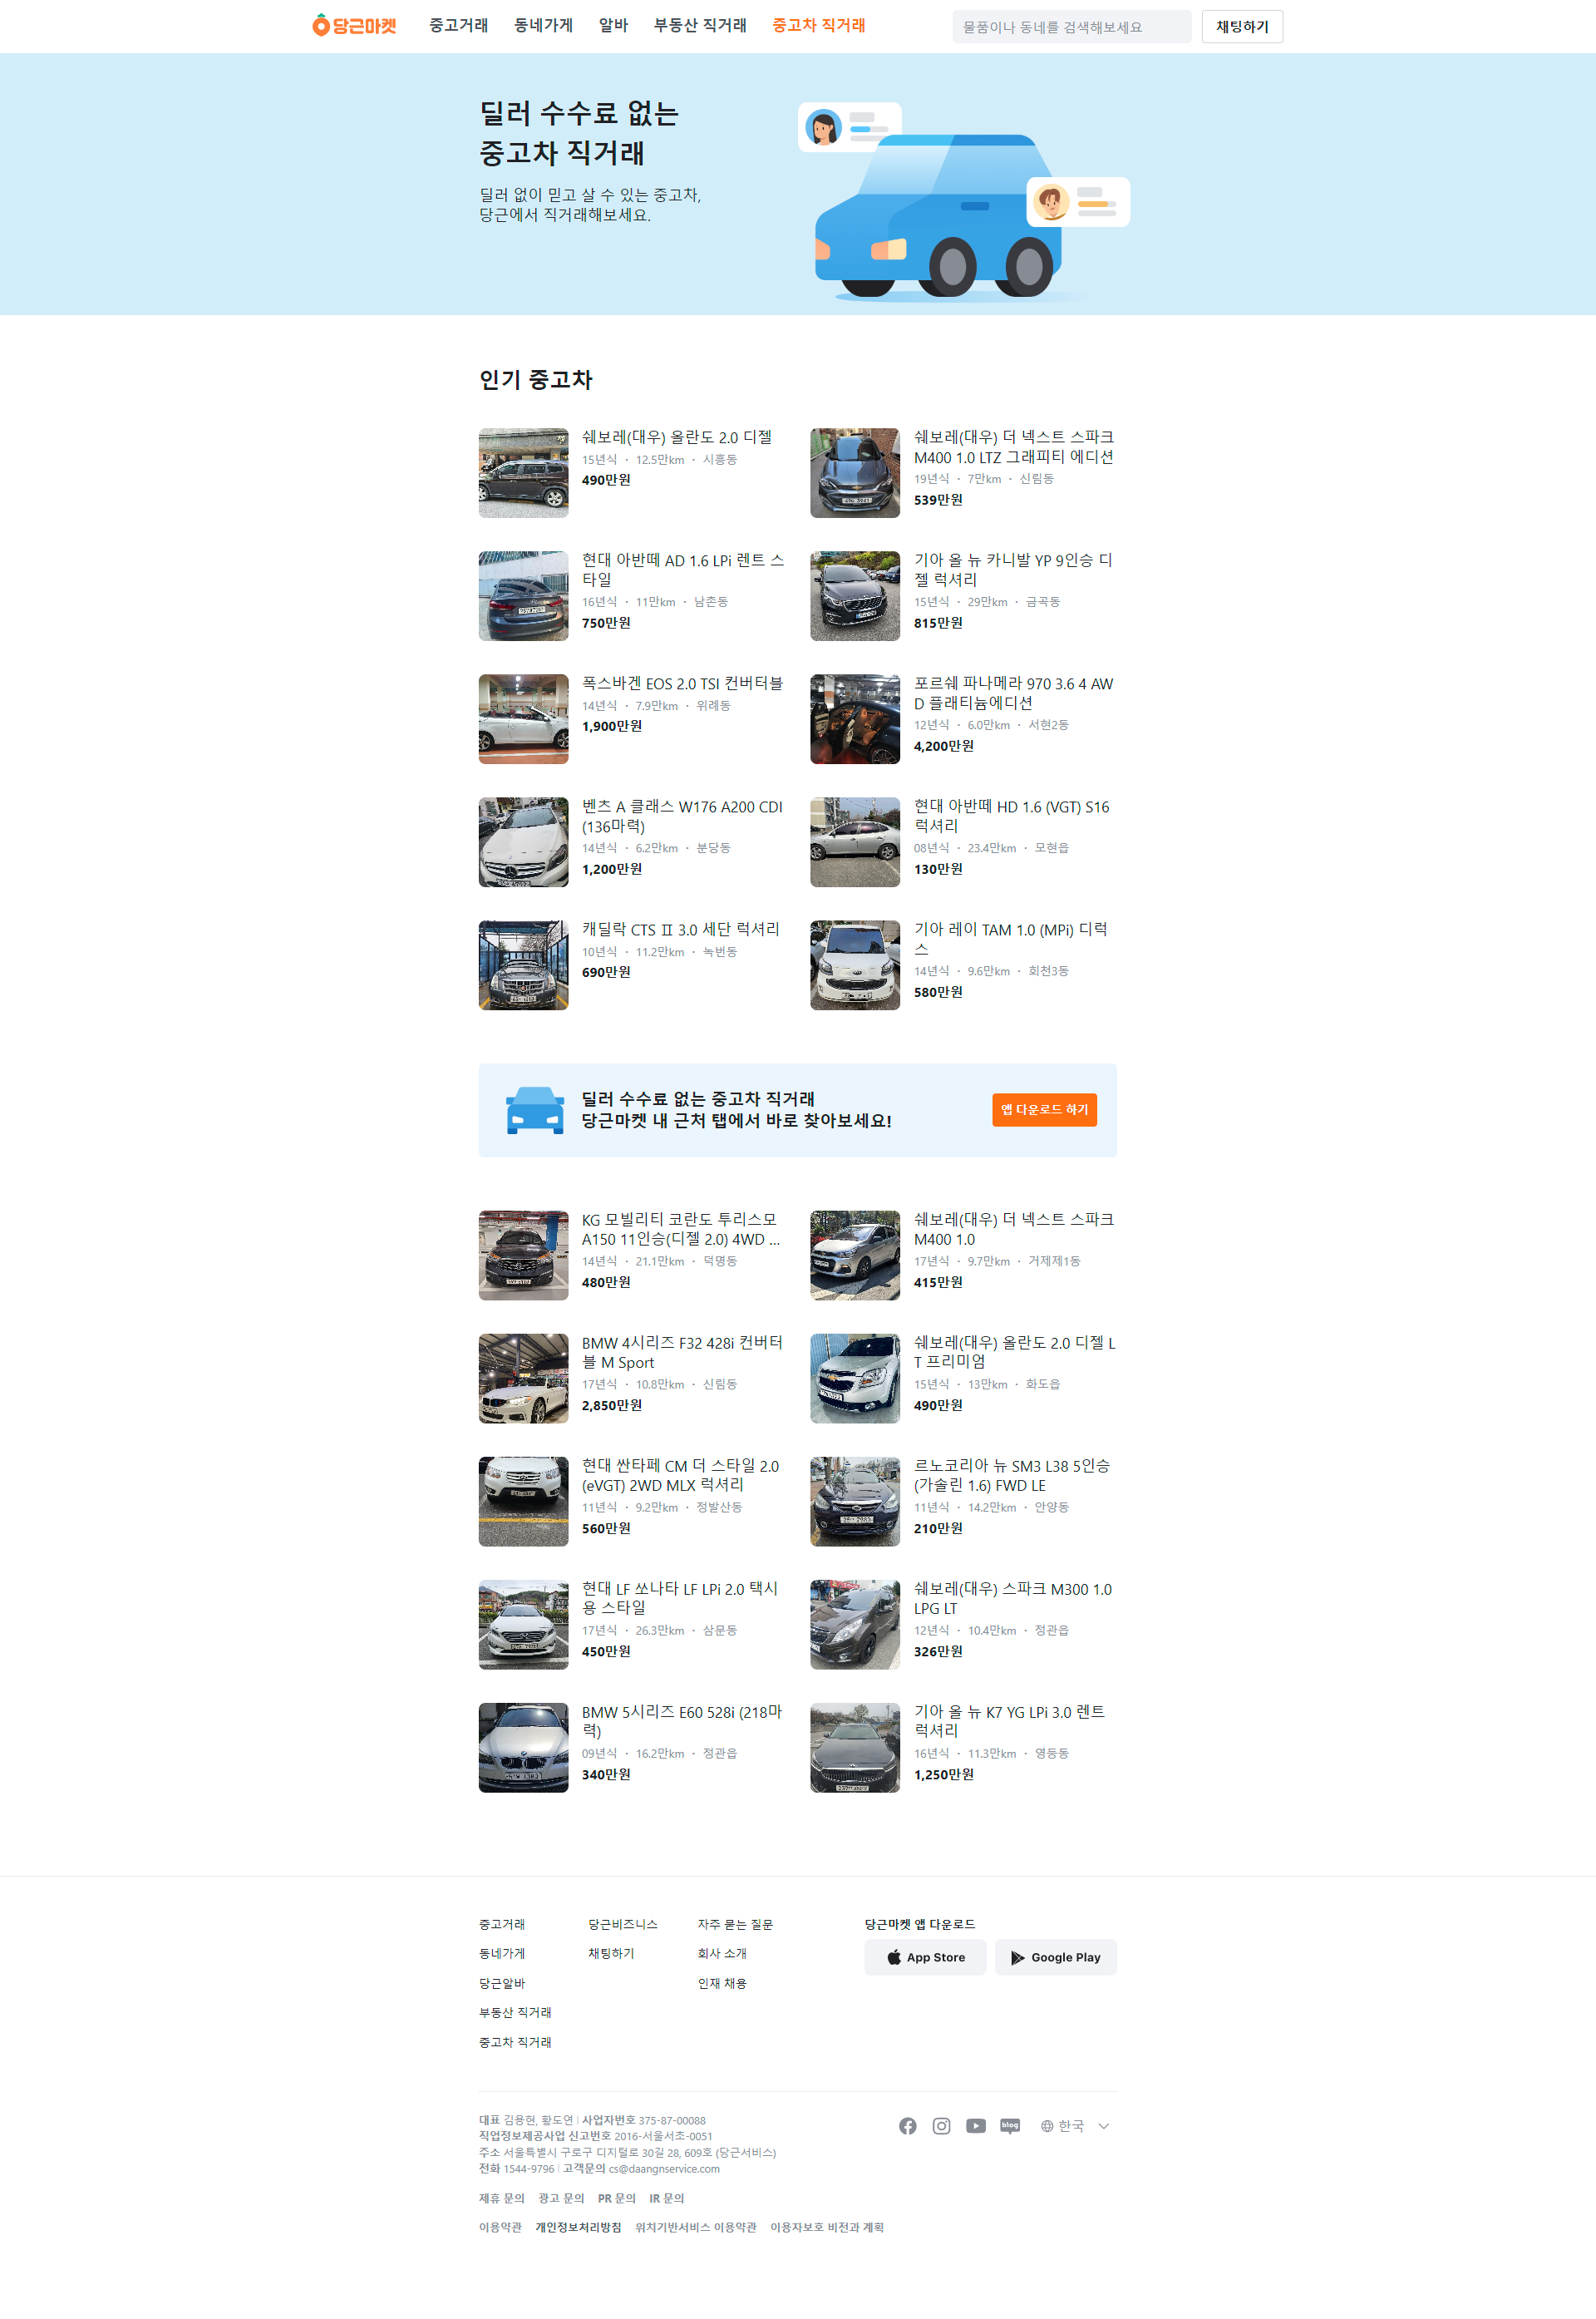 당근마켓
중고거래
동네가게
알바
부동산 직거래
중고차 직거래
물품이나 동네를 검색해보세요
채팅하기
딜러 수수료 없는
중고차 직거래
딜러 없이 믿고 살 수 있는 중고차,
당근에서 직거래해보세요.
인기 중고차
쉐보레(대우) 올란도 2.0 디젤
15년식 · 12.5만km · 시흥동
490만원
쉐보레(대우) 더 넥스트 스파크
M400 1.0 LTZ 그래피티 에디션
19년식 · 7만km · 신림동
539만원
현대 아반떼 AD 1.6 LPi 렌트 스
타일
16년식 · 11만km · 남촌동
750만원
기아 올 뉴 카니발 YP 9인승 디
젤 럭셔리
15년식 · 29만km · 금곡동
815만원
폭스바겐 EOS 2.0 TSI 컨버터블
14년식 · 7.9만km · 위례동
1,900만원
포르쉐 파나메라 970 3.6 4 AW
D 플래티늄에디션
12년식 · 6.0만km · 서현2동
4,200만원
벤츠 A 클래스 W176 A200 CDI
(136마력)
14년식 · 6.2만km · 분당동
1,200만원
현대 아반떼 HD 1.6 (VGT) S16
럭셔리
08년식 · 23.4만km · 모현읍
130만원
캐딜락 CTS Ⅱ 3.0 세단 럭셔리
10년식 · 11.2만km · 녹번동
690만원
기아 레이 TAM 1.0 (MPi) 디럭
스
14년식 · 9.6만km · 회천3동
580만원
딜러 수수료 없는 중고차 직거래
당근마켓 내 근처 탭에서 바로 찾아보세요!
앱 다운로드 하기
KG 모빌리티 코란도 투리스모
A150 11인승(디젤 2.0) 4WD ...
14년식 · 21.1만km · 덕명동
480만원
쉐보레(대우) 더 넥스트 스파크
M400 1.0
17년식 · 9.7만km · 거제제1동
415만원
BMW 4시리즈 F32 428i 컨버터
블 M Sport
17년식 · 10.8만km · 신림동
2,850만원
쉐보레(대우) 올란도 2.0 디젤 L
T 프리미엄
15년식 · 13만km · 화도읍
490만원
현대 싼타페 CM 더 스타일 2.0
(eVGT) 2WD MLX 럭셔리
11년식 · 9.2만km · 정발산동
560만원
르노코리아 뉴 SM3 L38 5인승
(가솔린 1.6) FWD LE
11년식 · 14.2만km · 안양동
210만원
현대 LF 쏘나타 LF LPi 2.0 택시
용 스타일
17년식 · 26.3만km · 삼문동
450만원
쉐보레(대우) 스파크 M300 1.0
LPG LT
12년식 · 10.4만km · 정관읍
326만원
BMW 5시리즈 E60 528i (218마
력)
09년식 · 16.2만km · 정관읍
340만원
기아 올 뉴 K7 YG LPi 3.0 렌트
럭셔리
16년식 · 11.3만km · 영등동
1,250만원
중고거래
동네가게
당근알바
부동산 직거래
중고차 직거래
당근비즈니스
채팅하기
자주 묻는 질문
회사 소개
인재 채용
당근마켓 앱 다운로드
App Store
Google Play
대표 김용현, 황도연 | 사업자번호 375-87-00088
직업정보제공사업 신고번호 2016-서울서초-0051
주소 서울특별시 구로구 디지털로 30길 28, 609호 (당근서비스)
전화 1544-9796 | 고객문의 cs@daangnservice.com
blog
한국
제휴 문의
광고 문의
PR 문의
IR 문의
이용약관
개인정보처리방침
위치기반서비스 이용약관
이용자보호 비전과 계획